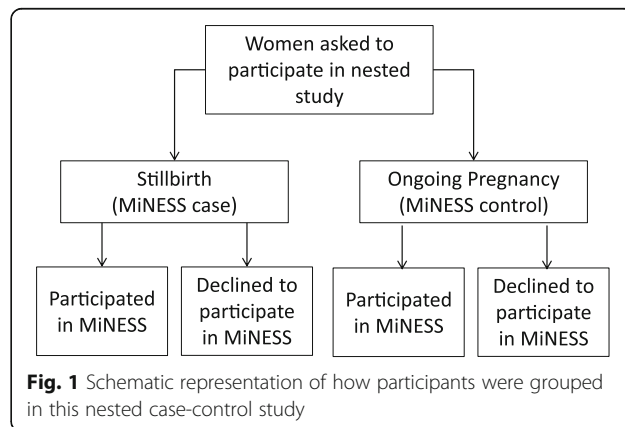 Women asked to
participate in nested
study
Stillbirth
(MiNESS case)
Ongoing Pregnancy
(MiNESS control)
Participated
in MiNESS
Declined to
participate
in MiNESS
Participated
in MiNESS
Declined to
participate
in MiNESS
Fig. 1 Schematic representation of how participants were grouped
in this nested case-control study